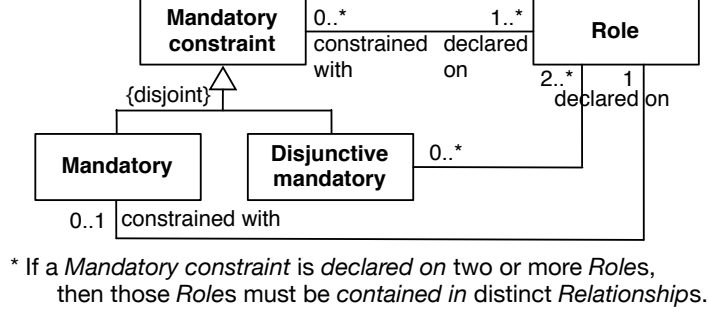 Mandatory
constraint
0..*
1..*
constrained
with
declared
on
Role
{disjoint}
2..*
1
declared on
Mandatory
Disjunctive
mandatory
0..*
0..1
constrained with
* If a Mandatory constraint is declared on two or more Roles,
then those Roles must be contained in distinct Relationships.